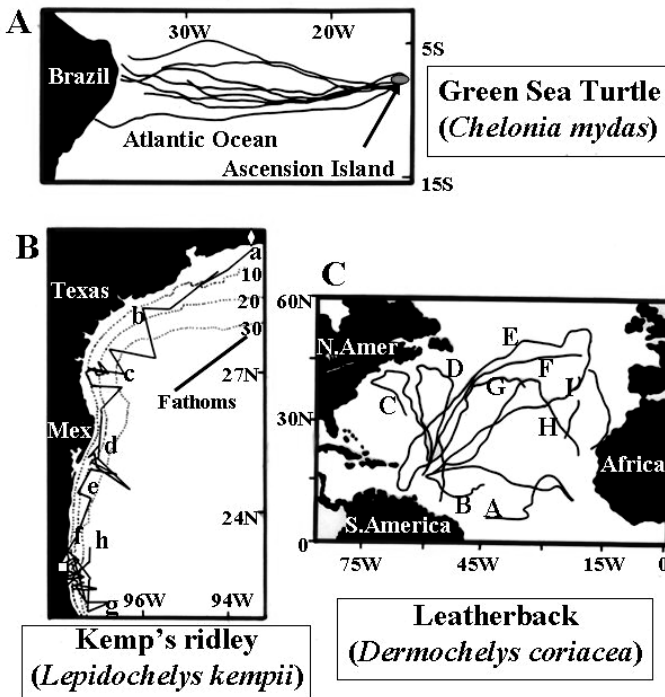 A
30W
20W
5S
Brazil
Atlantic Ocean
Ascension Island
15S
Green Sea Turtle
(Chelonia mydas)
B
a
10
Texas
20
b
30
27N
c
Fathoms
Mex
d
e
24N
f
h
96W
94W
g
Kemp's ridley
(Lepidochelys kempii)
C
60N
N.Amer
E
D
F
G
I
C
30N
H
Africa
B
A
S.America
0
75W
45W
15W
0
Leatherback
(Dermochelys coriacea)